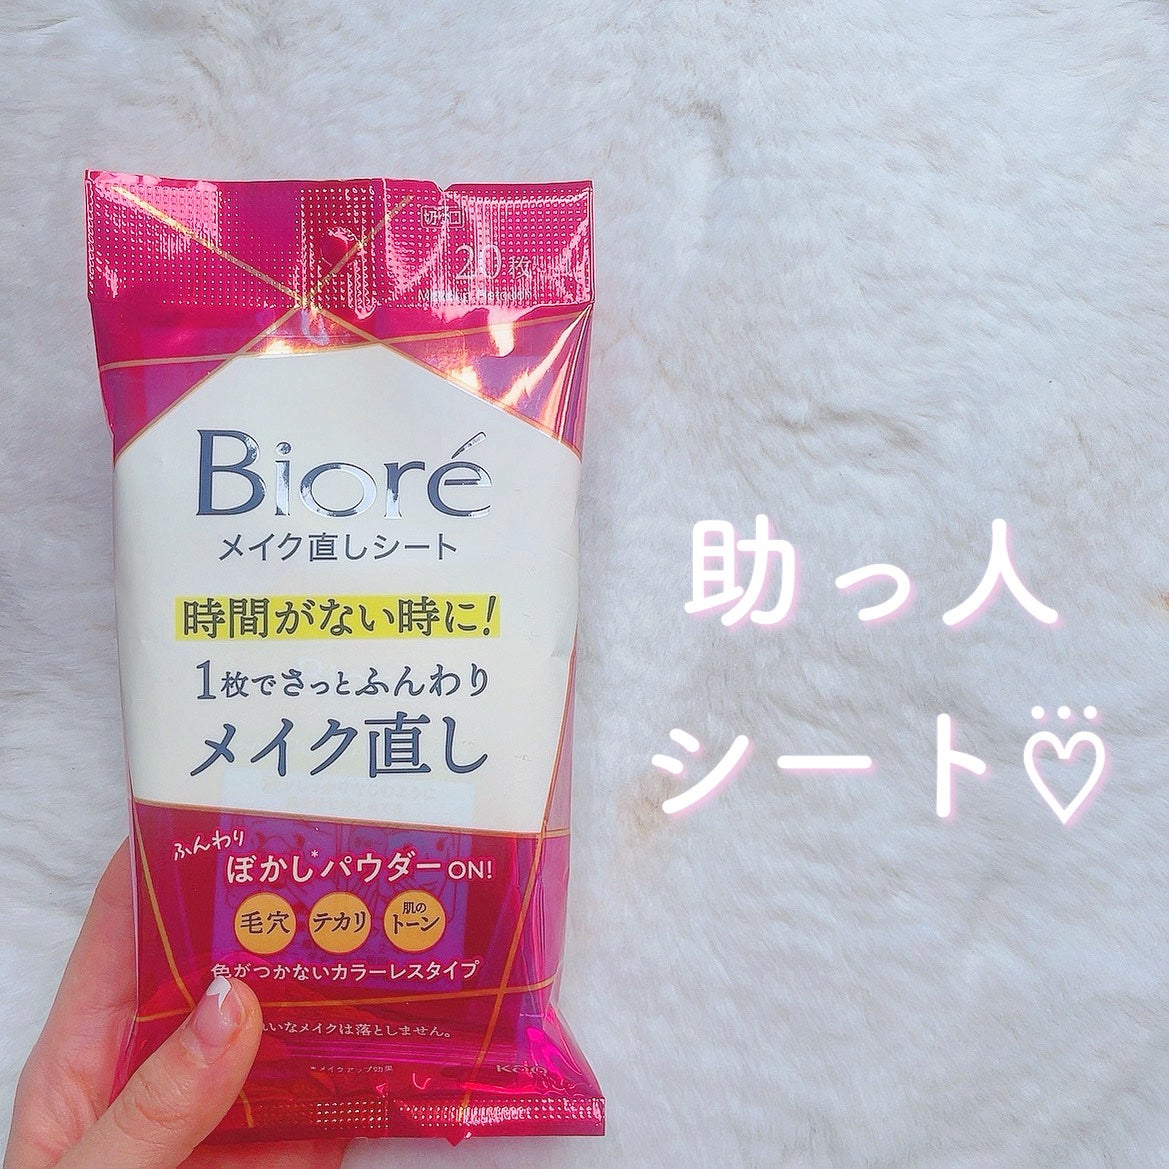 切り口
20枚
Bioré
メイク直しシート
時間がない時に!
1枚でさっとふんわり
メイク直し
ふんわり
ぼかし*パウダーON!
毛穴
テカリ
肌の
トーン
色がつかないカラーレスタイプ
いなメイクは落としません。
*メイクアップ効果
Kao
助っ人
シート♡